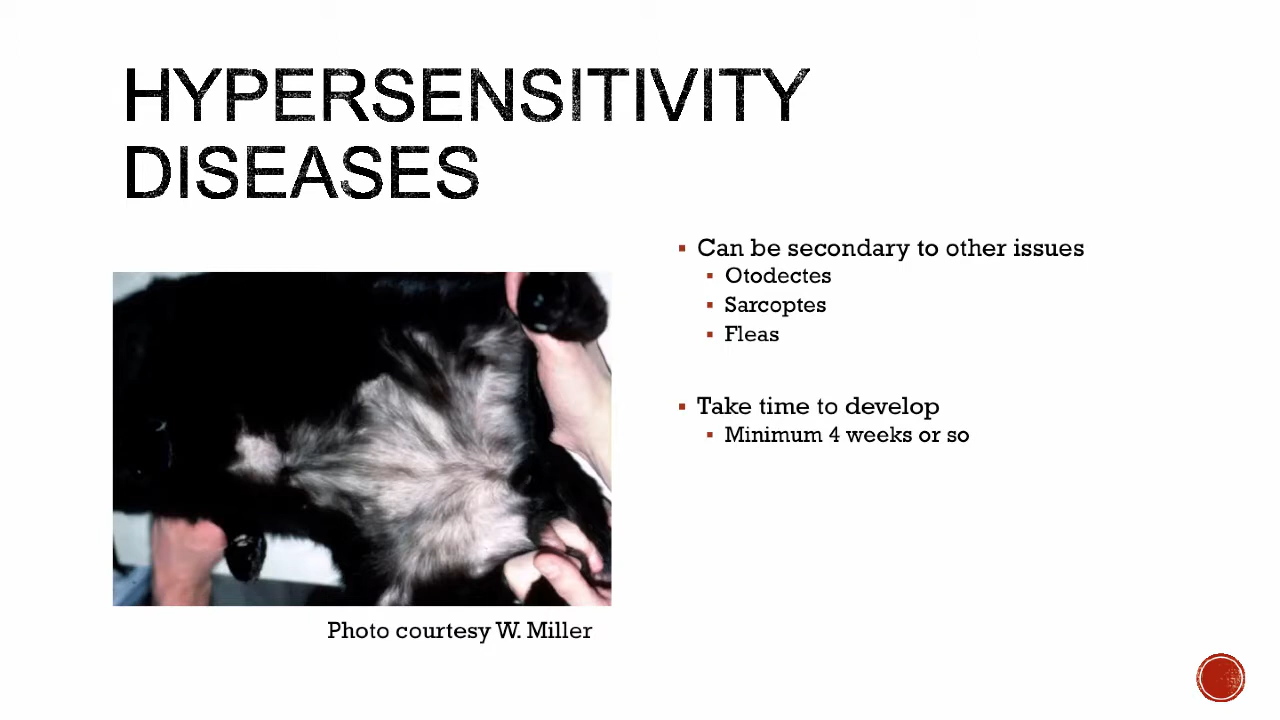 HYPERSENSITIVITY
DISEASES
Can be secondary to other issues
Otodectes
Sarcoptes
Fleas
Take time to develop
Minimum 4 weeks or so
Photo courtesy W. Miller